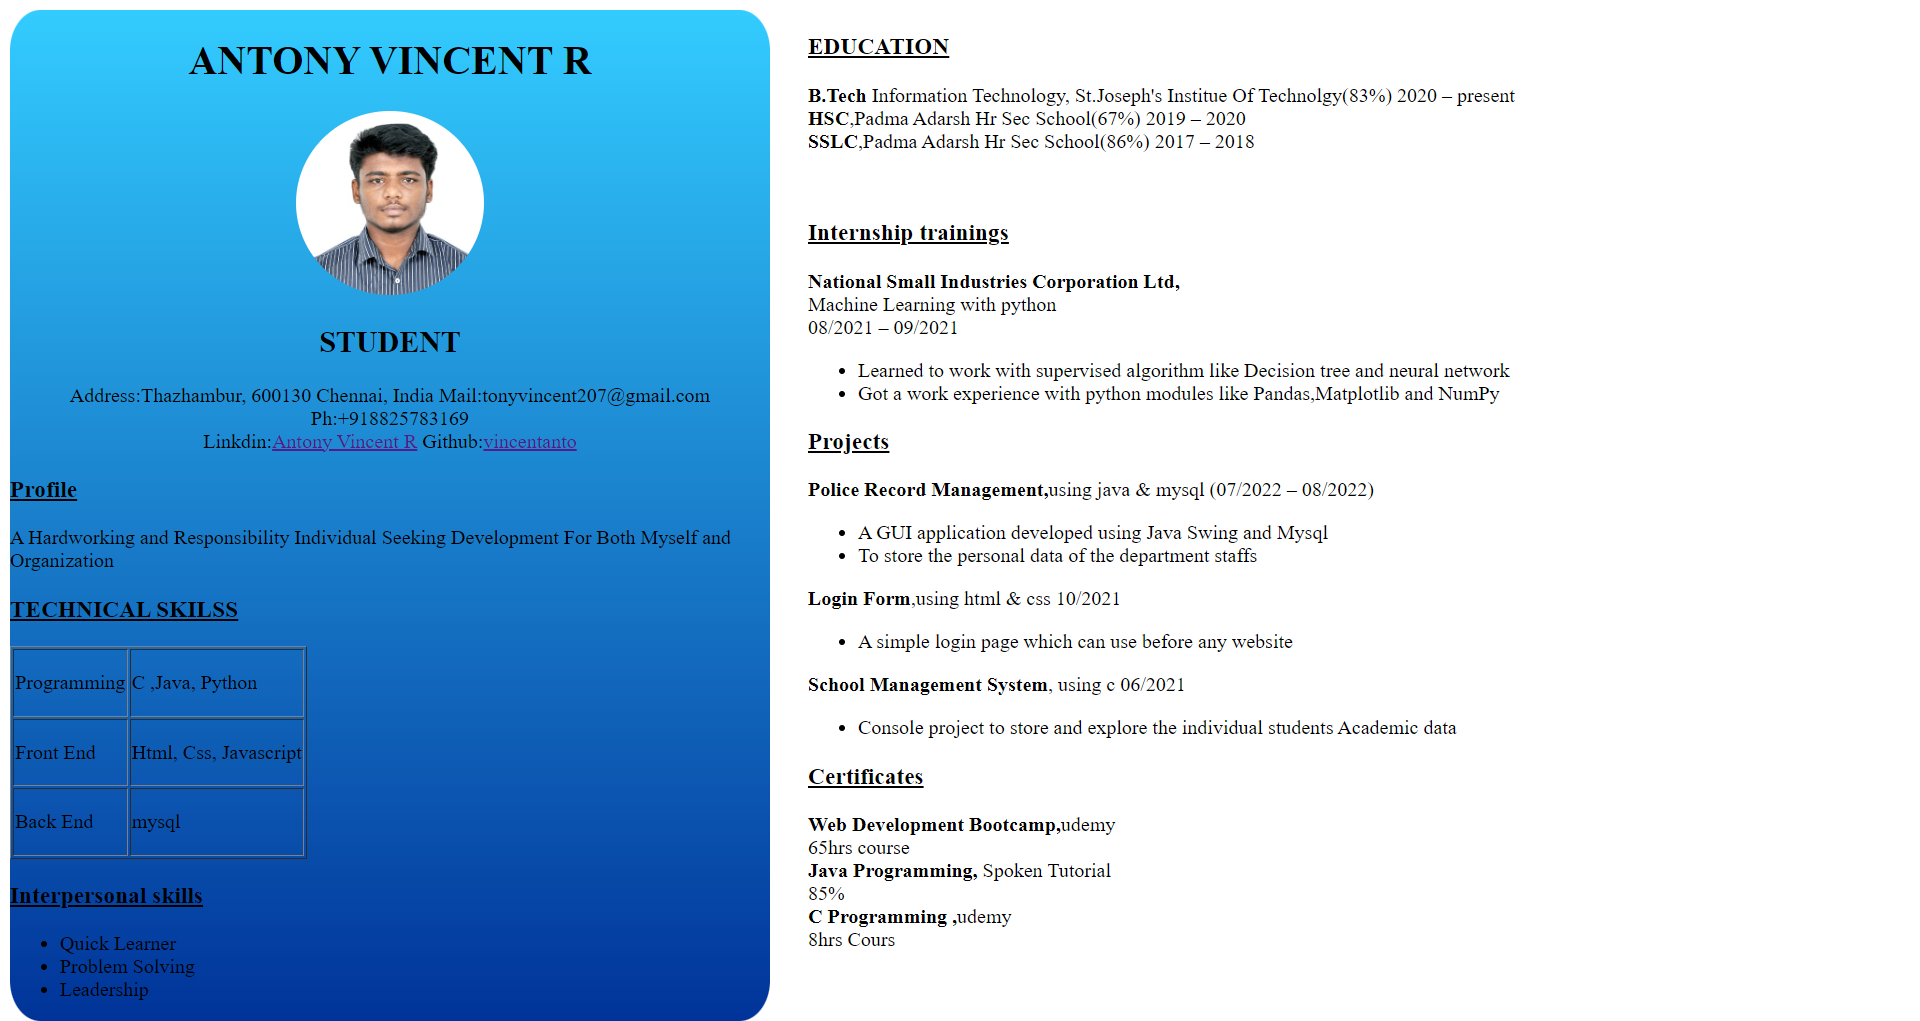 ANTONY VINCENT R
STUDENT
Address:Thazhambur, 600130 Chennai, India Mail:tonyvincent207@gmail.com
Ph:+918825783169
Linkdin:Antony Vincent R Github:vincentanto
Profile
A Hardworking and Responsibility Individual Seeking Development For Both Myself and
Organization
TECHNICAL SKILSS
Programming C ,Java, Python
Front End Html, Css, Javascript
Back End mysql
Interpersonal skills
• Quick Learner
• Problem Solving
• Leadership
EDUCATION
B.Tech Information Technology, St.Joseph's Institue Of Technolgy(83%) 2020 – present
HSC,Padma Adarsh Hr Sec School(67%) 2019 – 2020
SSLC,Padma Adarsh Hr Sec School(86%) 2017 – 2018
Internship trainings
National Small Industries Corporation Ltd,
Machine Learning with python
08/2021 – 09/2021
• Learned to work with supervised algorithm like Decision tree and neural network
• Got a work experience with python modules like Pandas,Matplotlib and NumPy
Projects
Police Record Management,using java & mysql (07/2022 – 08/2022)
• A GUI application developed using Java Swing and Mysql
• To store the personal data of the department staffs
Login Form,using html & css 10/2021
• A simple login page which can use before any website
School Management System, using c 06/2021
• Console project to store and explore the individual students Academic data
Certificates
Web Development Bootcamp,udemy
65hrs course
Java Programming, Spoken Tutorial
85%
C Programming ,udemy
8hrs Cours